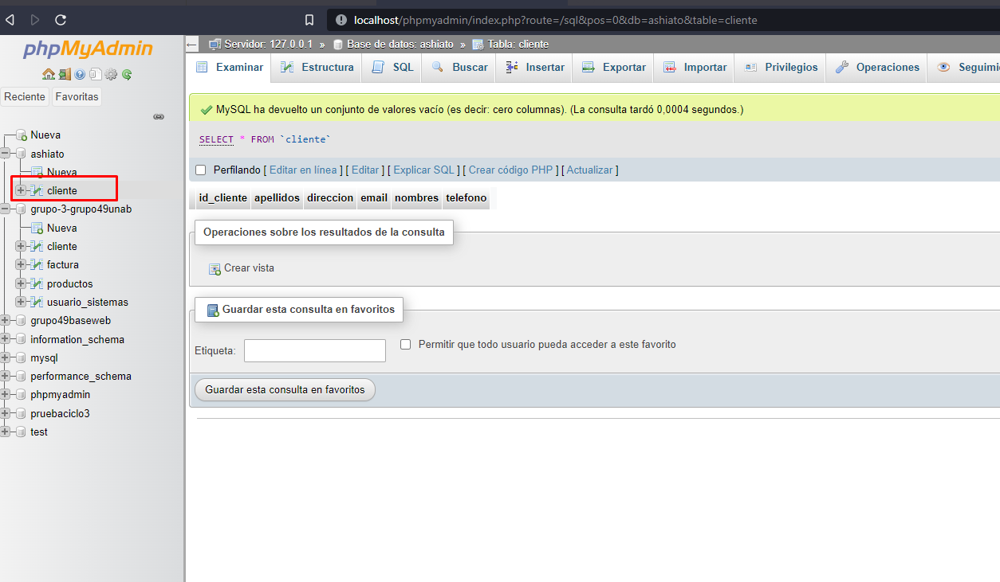 localhost/phpmyadmin/index.php?route=/sql&pos=0&db=ashiato&table=cliente
phpMyAdmin
Reciente Favoritas
Nueva
ashiato
Nueva
cliente
grupo-3-grupo49unab
Nueva
cliente
factura
productos
usuario_sistemas
grupo49baseweb
information_schema
mysql
performance_schema
phpmyadmin
pruebaciclo3
test
Servidor: 127.0.0.1 » Base de datos: ashiato » Tabla: cliente
Examinar Estructura SQL Buscar Insertar Exportar Importar Privilegios Operaciones Seguimi
MySQL ha devuelto un conjunto de valores vacío (es decir: cero columnas). (La consulta tardó 0,0004 segundos.)
SELECT * FROM `cliente`
Perfilando [ Editar en línea ] [ Editar ] [ Explicar SQL ] [ Crear código PHP ] [ Actualizar ]
id_cliente apellidos direccion email nombres telefono
Operaciones sobre los resultados de la consulta
Crear vista
Guardar esta consulta en favoritos
Etiqueta: Permitir que todo usuario pueda acceder a este favorito
Guardar esta consulta en favoritos